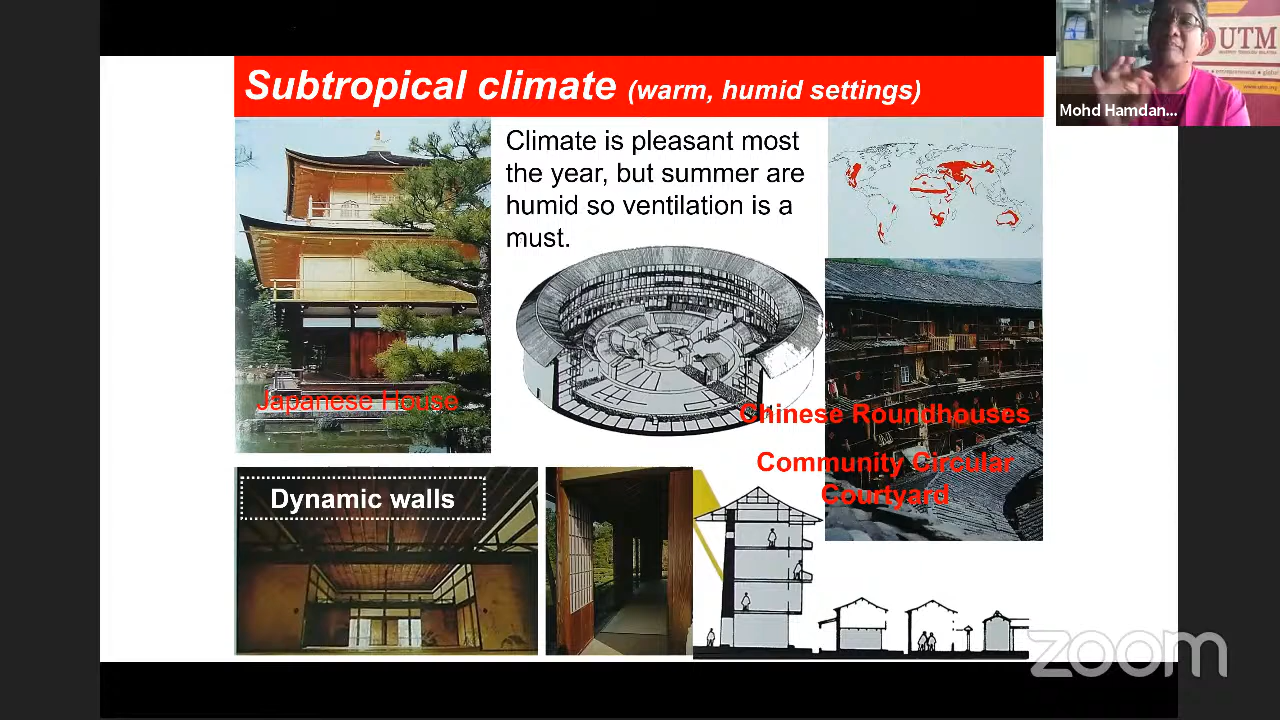 Subtropical climate (warm, humid settings)
Climate is pleasant most
the year, but summer are
humid so ventilation is a
must.
Japanese House
Chinese Roundhouses
Community Circular
Courtyard
Dynamic walls
UTM
Mohd Hamdan...
zoom